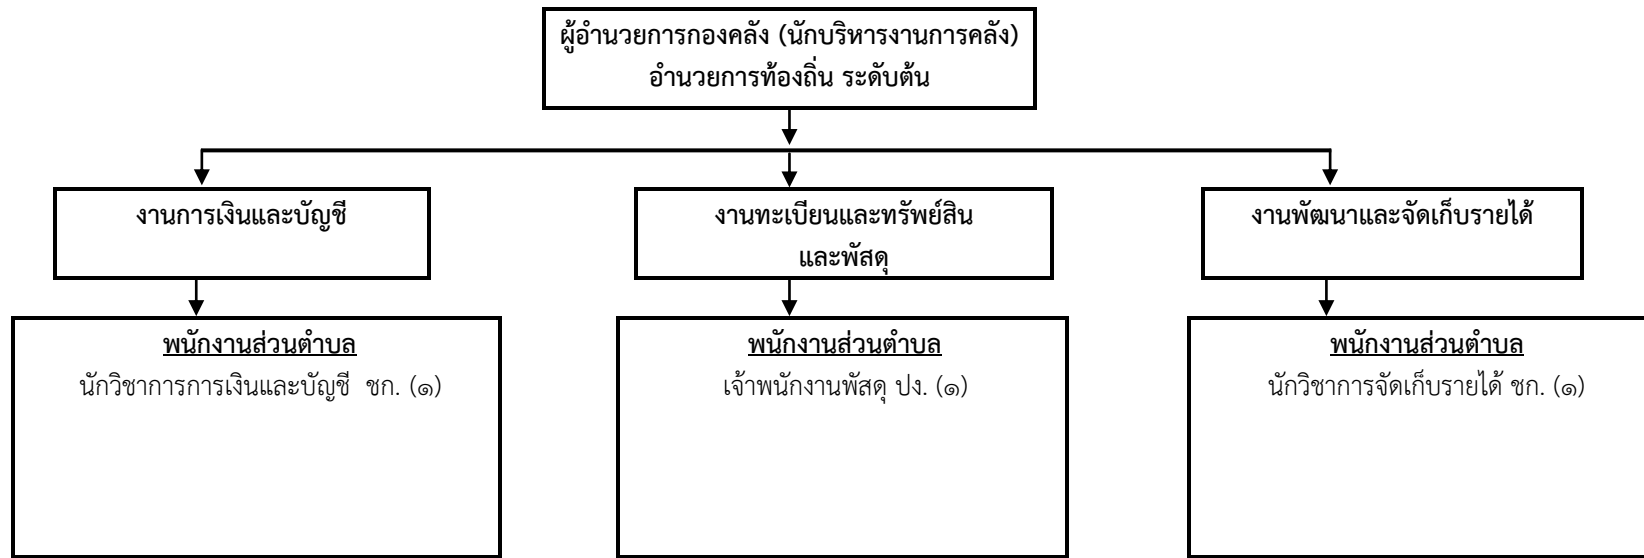 ผู้อำนวยการกองคลัง (นักบริหารงานการคลัง)
อำนวยการท้องถิ่น ระดับต้น
งานการเงินและบัญชี
งานทะเบียนและทรัพย์สิน
และพัสดุ
งานพัฒนาและจัดเก็บรายได้
พนักงานส่วนตำบล
นักวิชาการการเงินและบัญชี ชก. (๑)
พนักงานส่วนตำบล
เจ้าพนักงานพัสดุ ปง. (๑)
พนักงานส่วนตำบล
นักวิชาการจัดเก็บรายได้ ชก. (๑)